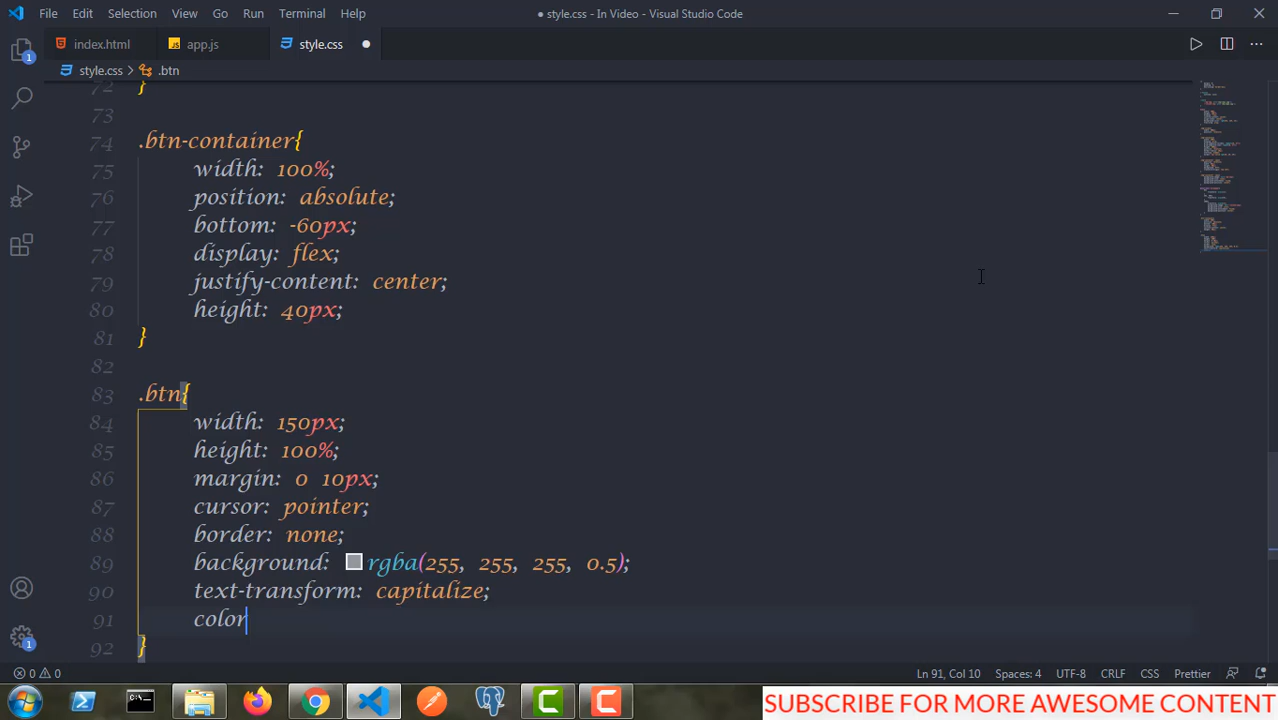 File Edit Selection View Go Run Terminal Help ● style.css - In Video - Visual Studio Code
index.html app.js style.css ●
style.css > .btn
72 }
73
74 .btn-container{
75 width: 100%;
76 position: absolute;
77 bottom: -60px;
78 display: flex;
79 justify-content: center;
80 height: 40px;
81 }
82
83 .btn{
84 width: 150px;
85 height: 100%;
86 margin: 0 10px;
87 cursor: pointer;
88 border: none;
89 background: rgba(255, 255, 255, 0.5);
90 text-transform: capitalize;
91 color
92 }
1
1
0 0 Ln 91, Col 10 Spaces: 4 UTF-8 CRLF CSS Prettier
SUBSCRIBE FOR MORE AWESOME CONTENT